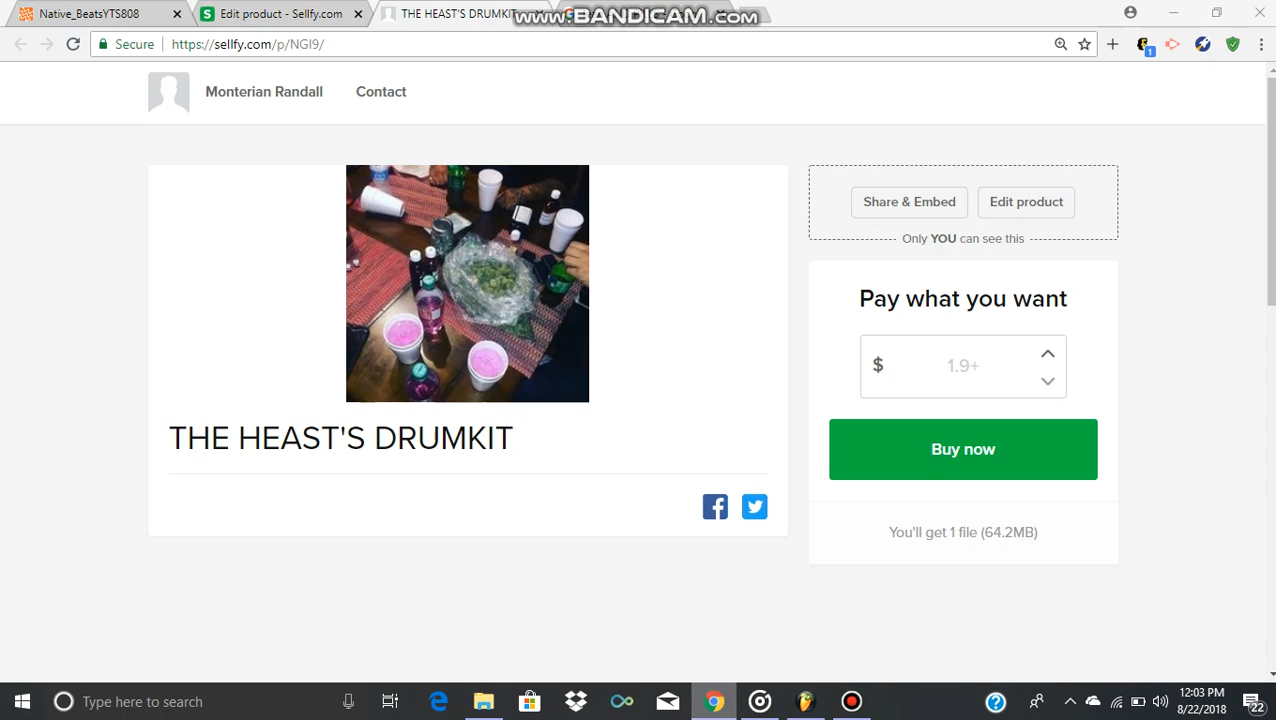 Native_BeatsYTS808
Edit product - Sellfy.com
THE HEAST'S DRUMKIT
www.BANDICAM.com
Secure
https://sellfy.com/p/NGI9/
1
Monterian Randall
Contact
Share & Embed
Edit product
Only YOU can see this
Pay what you want
$ 1.9+
Buy now
You'll get 1 file (64.2MB)
THE HEAST'S DRUMKIT
Type here to search
12:03 PM
8/22/2018
22